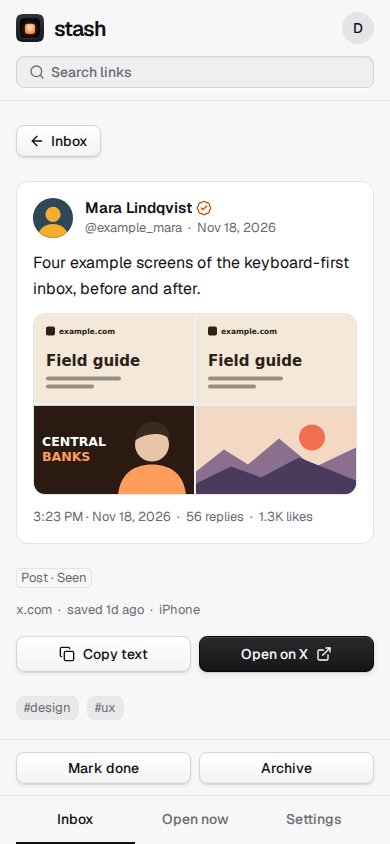 stash
D
Search links
Inbox
Mara Lindqvist
@example_mara · Nov 18, 2026
Four example screens of the keyboard-first
inbox, before and after.
example.com
Field guide
example.com
Field guide
CENTRAL
BANKS
3:23 PM · Nov 18, 2026 · 56 replies · 1.3K likes
Post · Seen
x.com · saved 1d ago · iPhone
Copy text
Open on X
#design
#ux
Mark done
Archive
Inbox
Open now
Settings